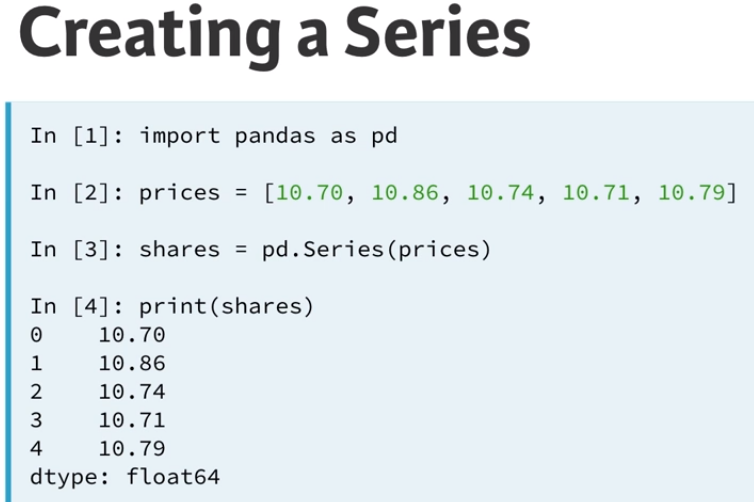 Creating a Series
In [1]: import pandas as pd
In [2]: prices = [10.70, 10.86, 10.74, 10.71, 10.79]
In [3]: shares = pd.Series(prices)
In [4]: print(shares)
0    10.70
1    10.86
2    10.74
3    10.71
4    10.79
dtype: float64